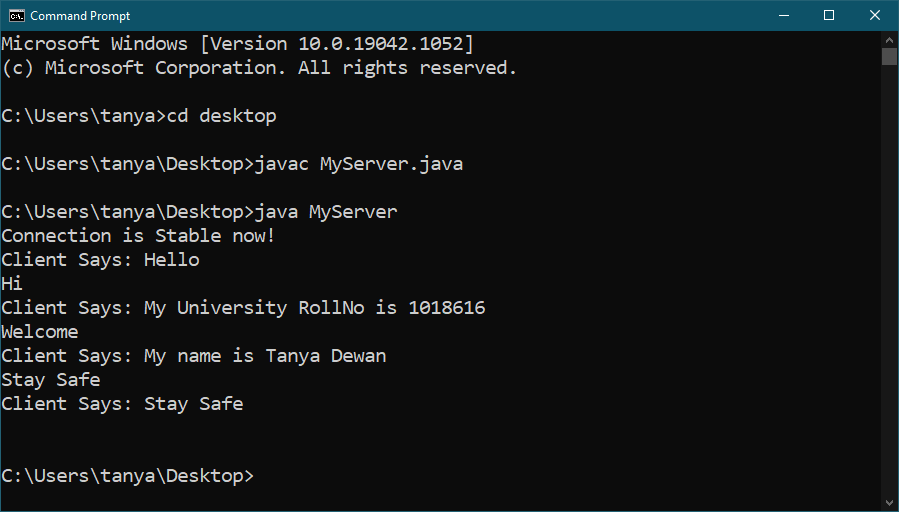 Command Prompt
Microsoft Windows [Version 10.0.19042.1052]
(c) Microsoft Corporation. All rights reserved.
C:\Users\tanya>cd desktop
C:\Users\tanya\Desktop>javac MyServer.java
C:\Users\tanya\Desktop>java MyServer
Connection is Stable now!
Client Says: Hello
Hi
Client Says: My University RollNo is 1018616
Welcome
Client Says: My name is Tanya Dewan
Stay Safe
Client Says: Stay Safe
C:\Users\tanya\Desktop>